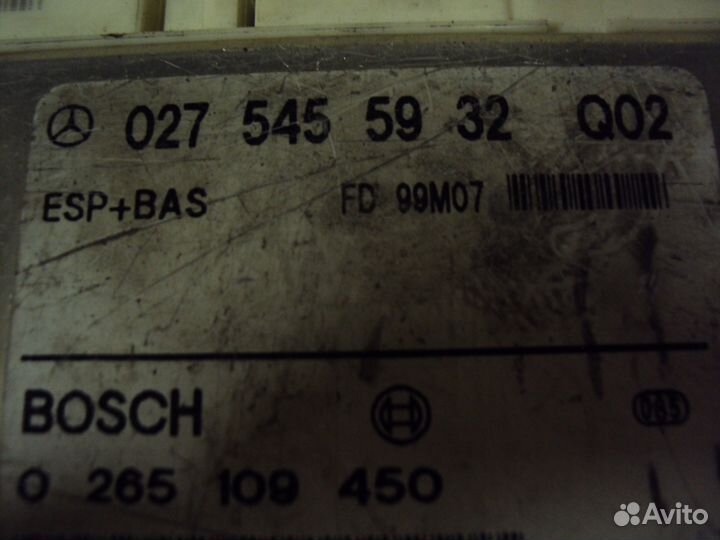 027 545 59 32 Q02
ESP+BAS FD 99M07
BOSCH
0 265 109 450
Avito